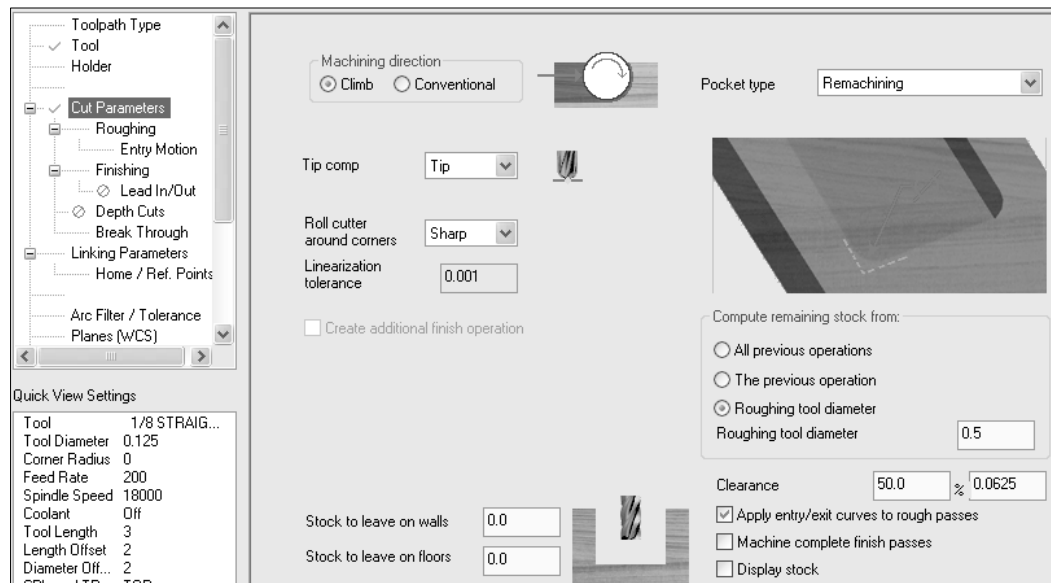 Toolpath Type
Tool
Holder
Cut Parameters
Roughing
Entry Motion
Finishing
Lead In/Out
Depth Cuts
Break Through
Linking Parameters
Home / Ref. Points
Arc Filter / Tolerance
Planes (WCS)
Quick View Settings
Tool 1/8 STRAIG...
Tool Diameter 0.125
Corner Radius 0
Feed Rate 200
Spindle Speed 18000
Coolant Off
Tool Length 3
Length Offset 2
Diameter Off... 2
Machining direction
Climb Conventional
Pocket type Remachining
Tip comp Tip
Roll cutter
around corners Sharp
Linearization
tolerance 0.001
Create additional finish operation
Compute remaining stock from:
All previous operations
The previous operation
Roughing tool diameter
Roughing tool diameter 0.5
Clearance 50.0 % 0.0625
Apply entry/exit curves to rough passes
Machine complete finish passes
Display stock
Stock to leave on walls 0.0
Stock to leave on floors 0.0